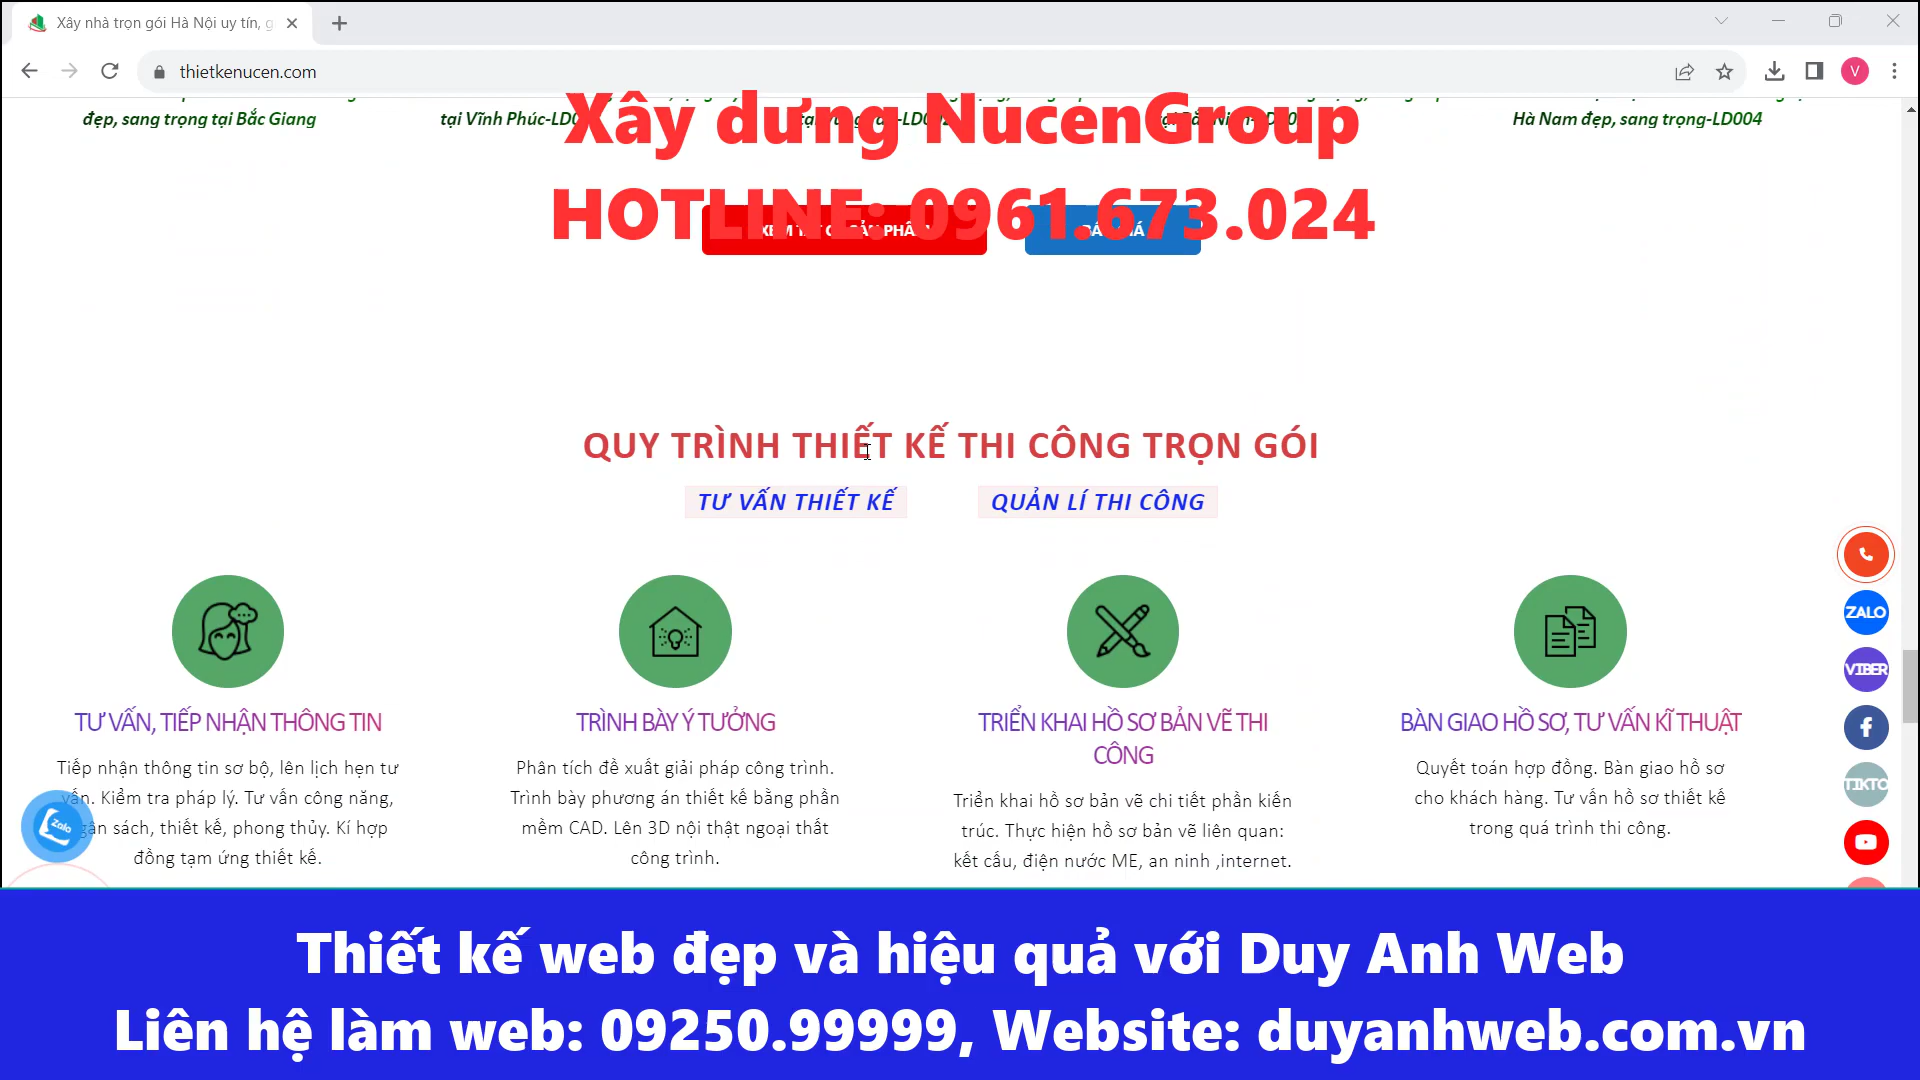 Xây nhà trọn gói Hà Nội uy tín, g
thietkenucen.com
V
đẹp, sang trọng tại Bắc Giang
tại Vĩnh Phúc-LD0
Hà Nam đẹp, sang trọng-LD004
Xây dưng NucenGroup
HOTLINE: 0961.673.024
QUY TRÌNH THIẾT KẾ THI CÔNG TRỌN GÓI
TƯ VẤN THIẾT KẾ
QUẢN LÍ THI CÔNG
TƯ VẤN, TIẾP NHẬN THÔNG TIN
Tiếp nhận thông tin sơ bộ, lên lịch hẹn tư
vấn. Kiểm tra pháp lý. Tư vấn công năng,
ngân sách, thiết kế, phong thủy. Kí hợp
đồng tạm ứng thiết kế.
TRÌNH BÀY Ý TƯỞNG
Phân tích đề xuất giải pháp công trình.
Trình bày phương án thiết kế bằng phần
mềm CAD. Lên 3D nội thật ngoại thất
công trình.
TRIỂN KHAI HỒ SƠ BẢN VẼ THI
CÔNG
Triển khai hồ sơ bản vẽ chi tiết phần kiến
trúc. Thực hiện hồ sơ bản vẽ liên quan:
kết cấu, điện nước ME, an ninh ,internet.
BÀN GIAO HỒ SƠ, TƯ VẤN KĨ THUẬT
Quyết toán hợp đồng. Bàn giao hồ sơ
cho khách hàng. Tư vấn hồ sơ thiết kế
trong quá trình thi công.
Zalo
ZALO
VIBER
TIKTO
Thiết kế web đẹp và hiệu quả với Duy Anh Web
Liên hệ làm web: 09250.99999, Website: duyanhweb.com.vn